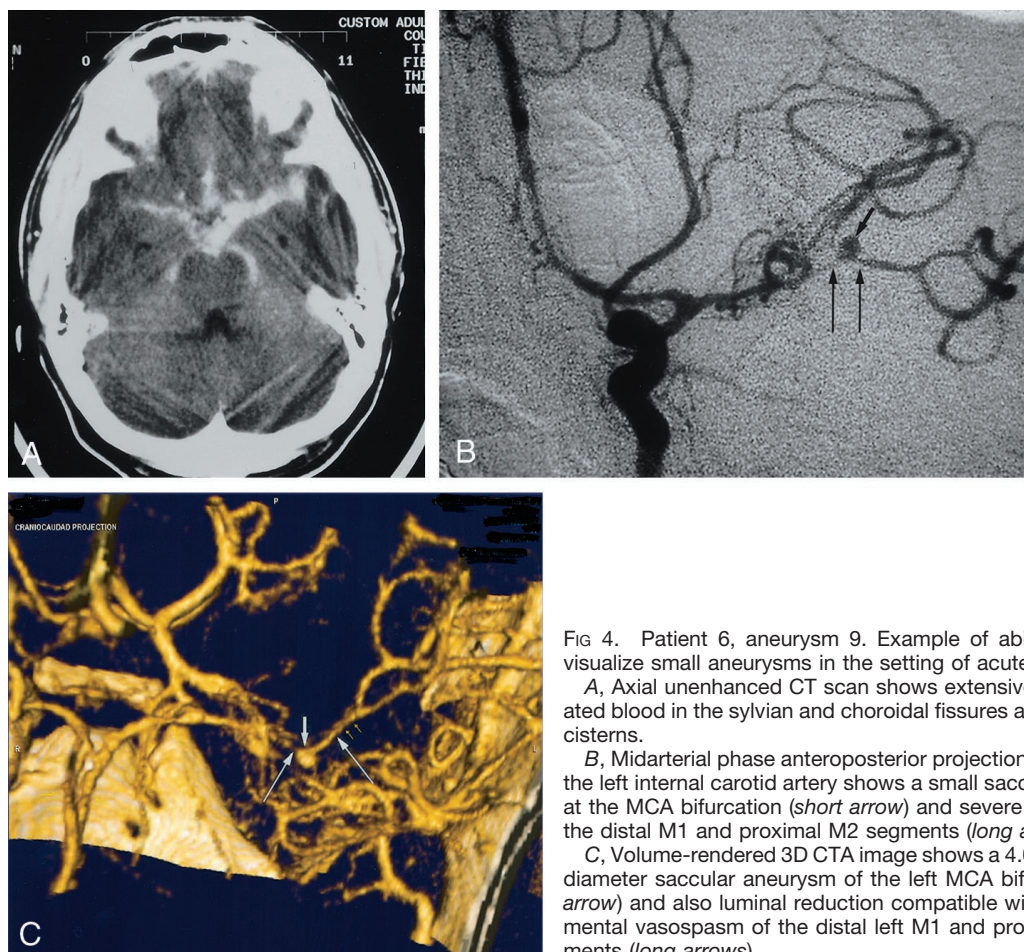 CUSTOM ADUL
COU
TI
FIE
THI
IND
m
N
0
11
A
B
CRANIOCAUDAD PROJECTION
P
R
L
C
FIG 4. Patient 6, aneurysm 9. Example of abi
visualize small aneurysms in the setting of acute
A, Axial unenhanced CT scan shows extensive
ated blood in the sylvian and choroidal fissures a
cisterns.
B, Midarterial phase anteroposterior projection
the left internal carotid artery shows a small sacc
at the MCA bifurcation (short arrow) and severe
the distal M1 and proximal M2 segments (long a
C, Volume-rendered 3D CTA image shows a 4.0
diameter saccular aneurysm of the left MCA bif
arrow) and also luminal reduction compatible wi
mental vasospasm of the distal left M1 and pro
ments (long arrows).